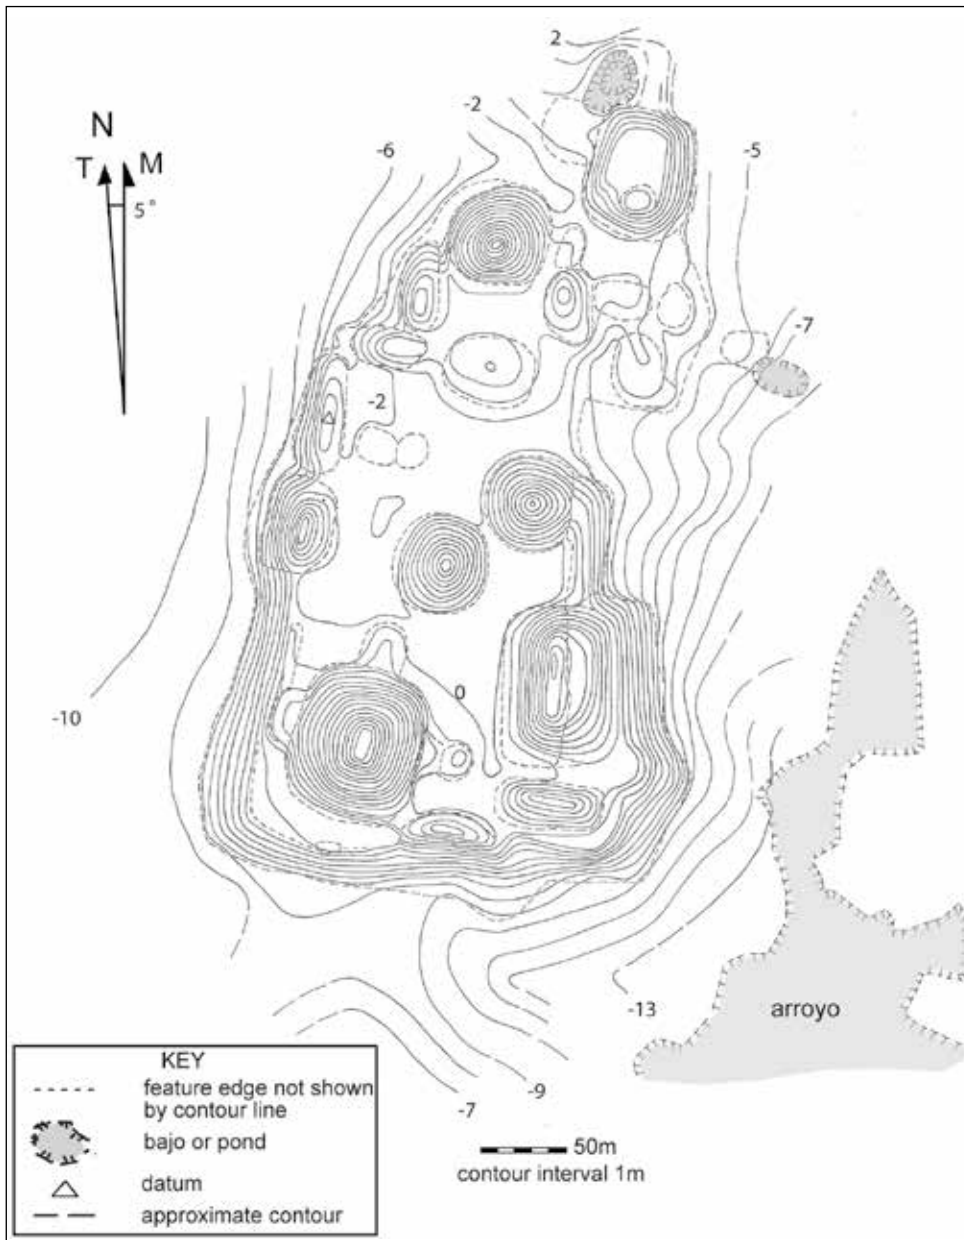 2
-2
-6
-5
N
T M
5°
-7
-2
0
-10
arroyo
-13
-9
-7
KEY
feature edge not shown
by contour line
bajo or pond
datum
approximate contour
50m
contour interval 1m